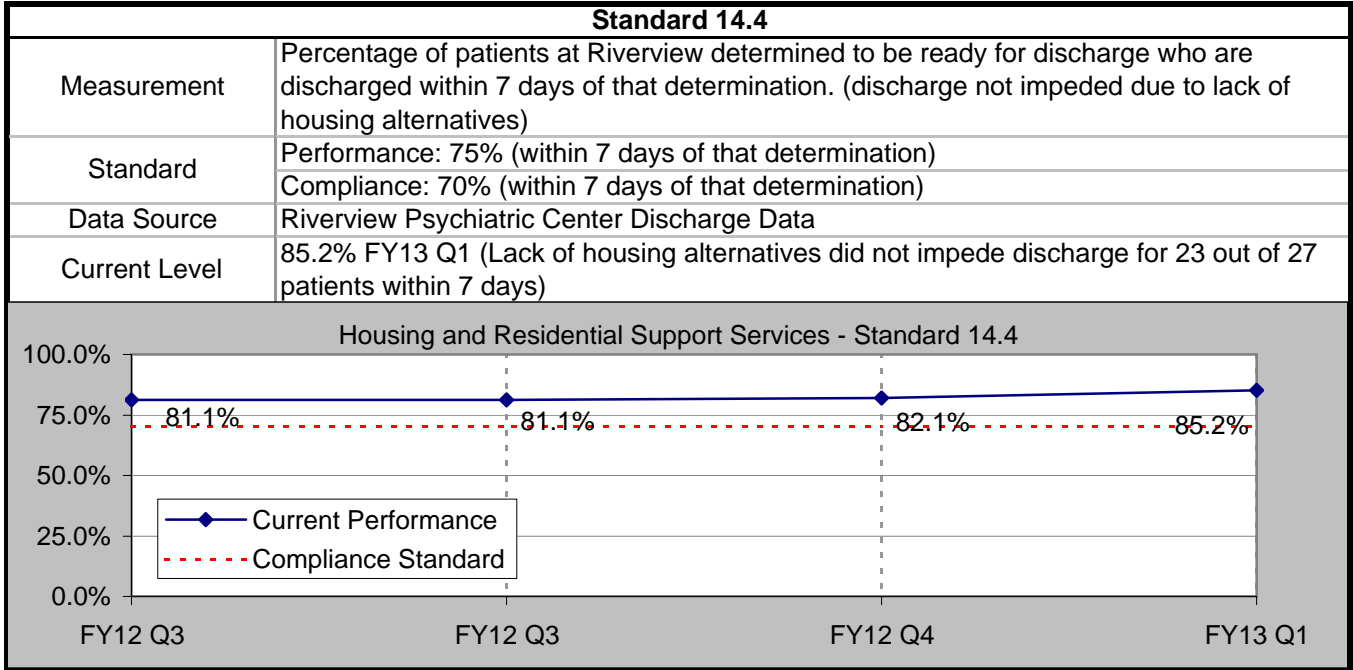 Standard 14.4
Measurement
Percentage of patients at Riverview determined to be ready for discharge who are
discharged within 7 days of that determination. (discharge not impeded due to lack of
housing alternatives)
Standard
Performance: 75% (within 7 days of that determination)
Compliance: 70% (within 7 days of that determination)
Data Source
Riverview Psychiatric Center Discharge Data
Current Level
85.2% FY13 Q1 (Lack of housing alternatives did not impede discharge for 23 out of 27
patients within 7 days)
Housing and Residential Support Services - Standard 14.4
100.0%
75.0%
50.0%
25.0%
0.0%
81.1%
81.1%
82.1%
85.2%
Current Performance
Compliance Standard
FY12 Q3
FY12 Q3
FY12 Q4
FY13 Q1